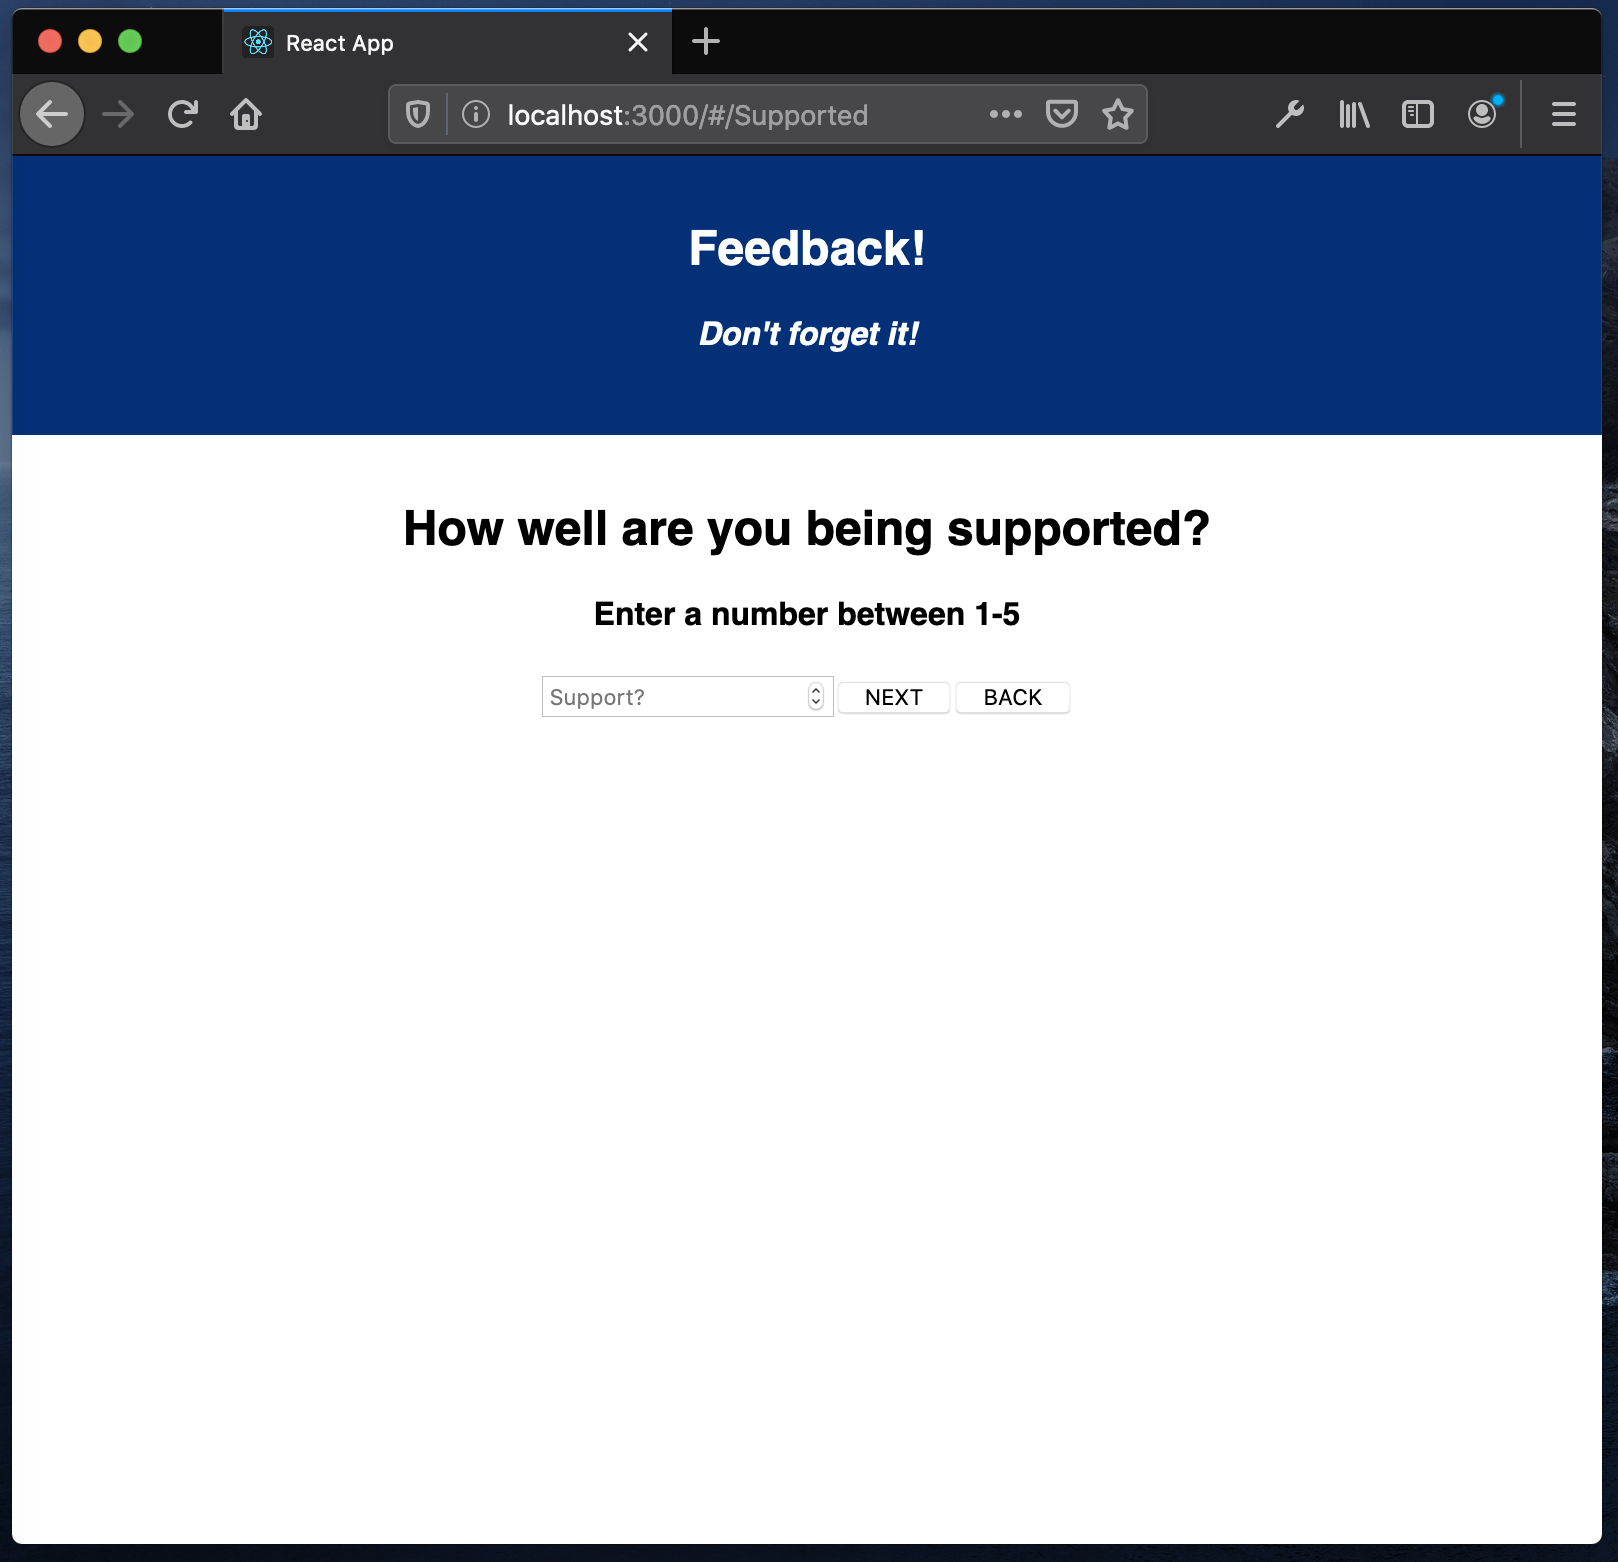 React App
localhost:3000/#/Supported
Feedback!
Don't forget it!
How well are you being supported?
Enter a number between 1-5
Support? NEXT BACK